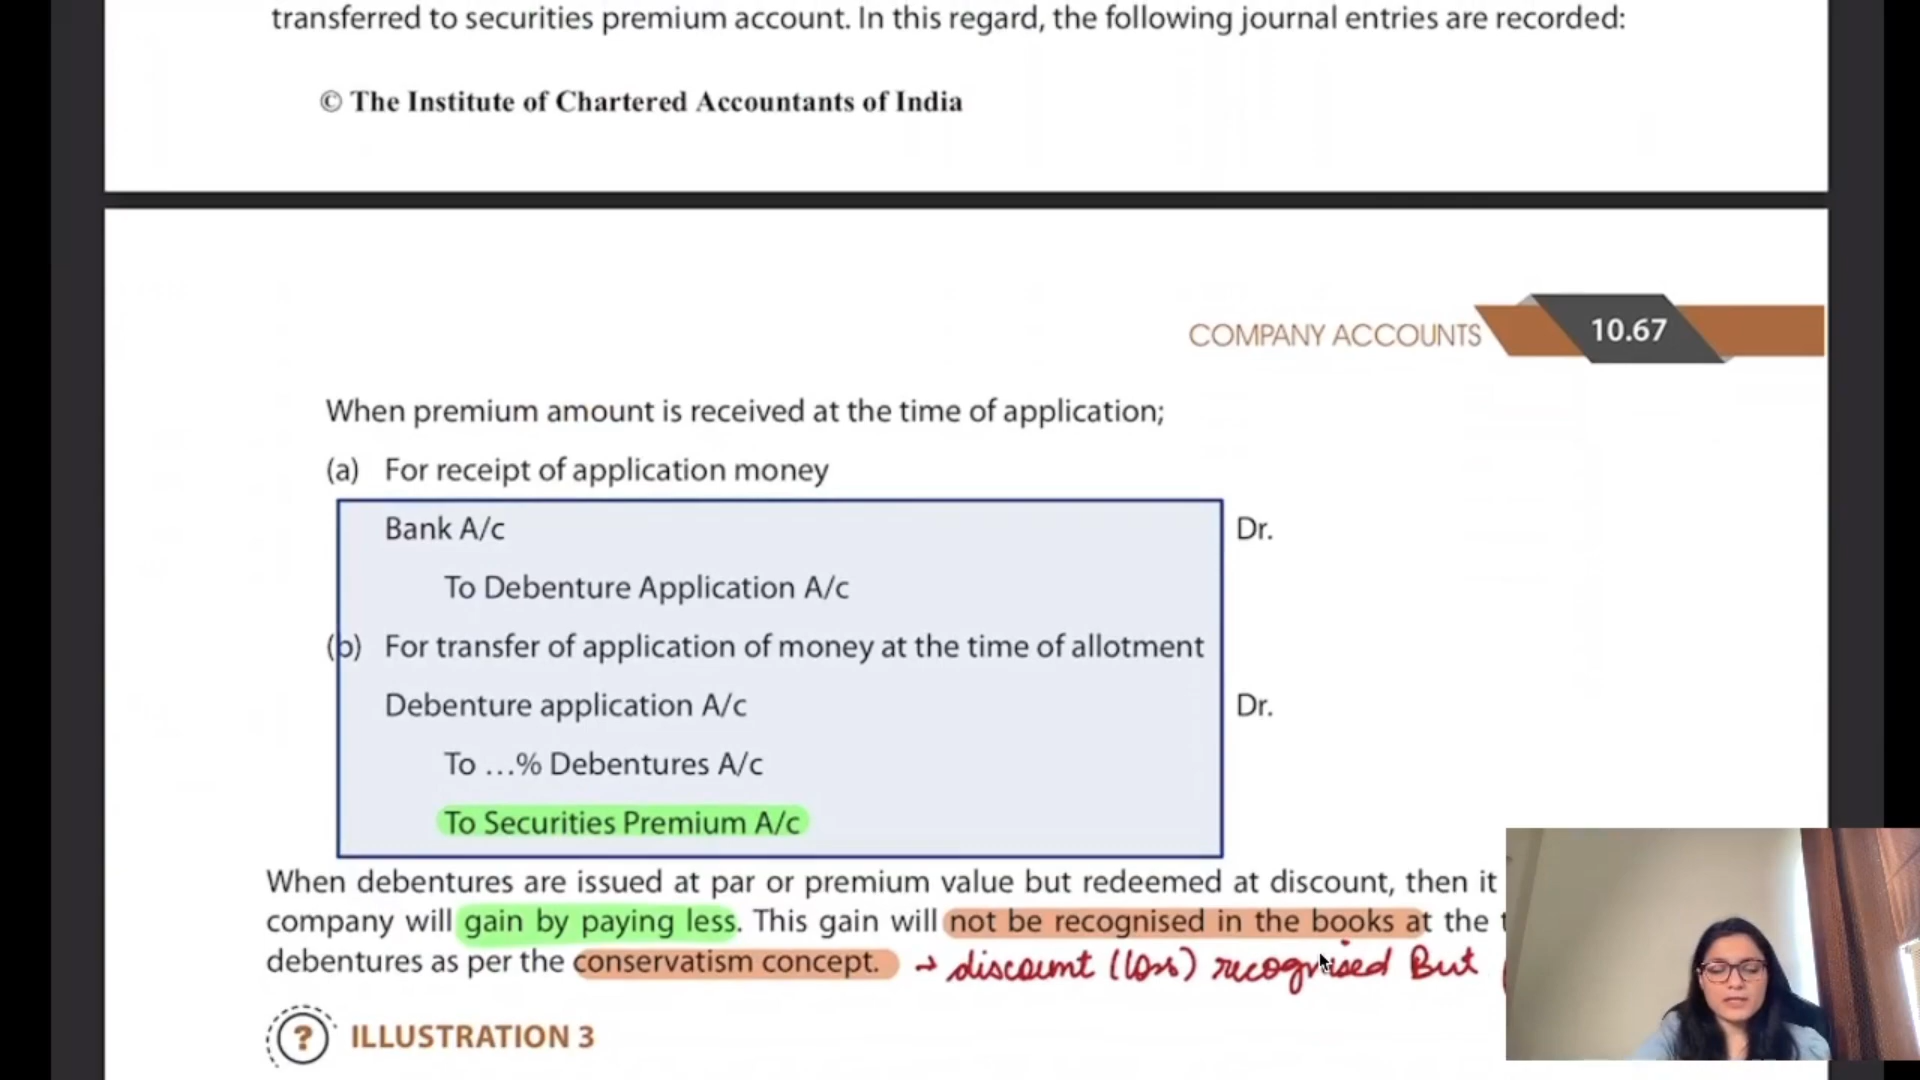 transferred to securities premium account. In this regard, the following journal entries are recorded:
© The Institute of Chartered Accountants of India
COMPANY ACCOUNTS 10.67
When premium amount is received at the time of application;
(a) For receipt of application money
Bank A/c Dr.
To Debenture Application A/c
(b) For transfer of application of money at the time of allotment
Debenture application A/c Dr.
To ...% Debentures A/c
To Securities Premium A/c
When debentures are issued at par or premium value but redeemed at discount, then it
company will gain by paying less. This gain will not be recognised in the books at the
debentures as per the conservatism concept. → discount (loss) recognised But
? ILLUSTRATION 3